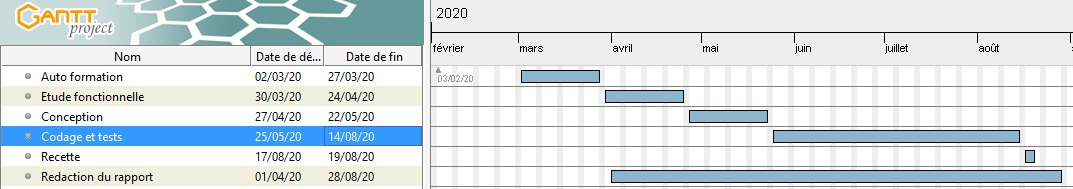 GANTT
project
2020
février mars avril mai juin juillet août
Nom Date de dé... Date de fin
03/02/20
Auto formation 02/03/20 27/03/20
Etude fonctionnelle 30/03/20 24/04/20
Conception 27/04/20 22/05/20
Codage et tests 25/05/20 14/08/20
Recette 17/08/20 19/08/20
Redaction du rapport 01/04/20 28/08/20